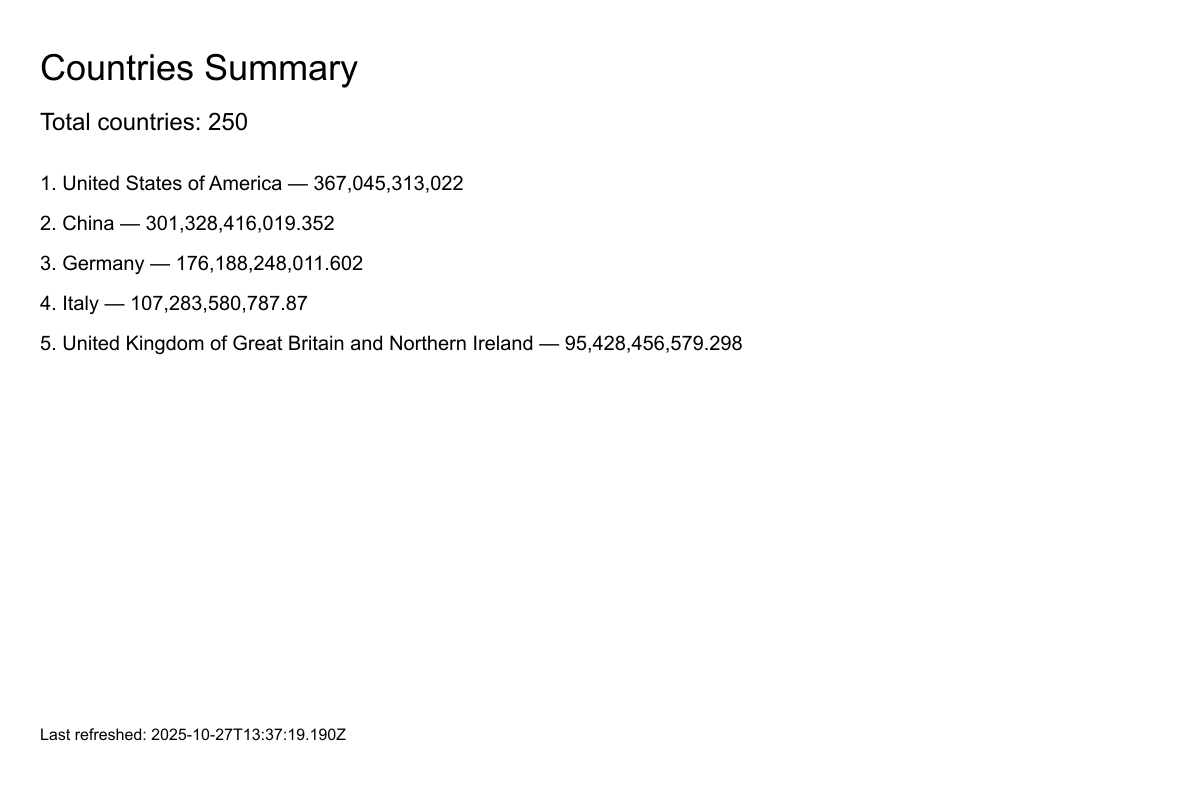 Countries Summary
Total countries: 250
1. United States of America — 367,045,313,022
2. China — 301,328,416,019.352
3. Germany — 176,188,248,011.602
4. Italy — 107,283,580,787.87
5. United Kingdom of Great Britain and Northern Ireland — 95,428,456,579.298
Last refreshed: 2025-10-27T13:37:19.190Z